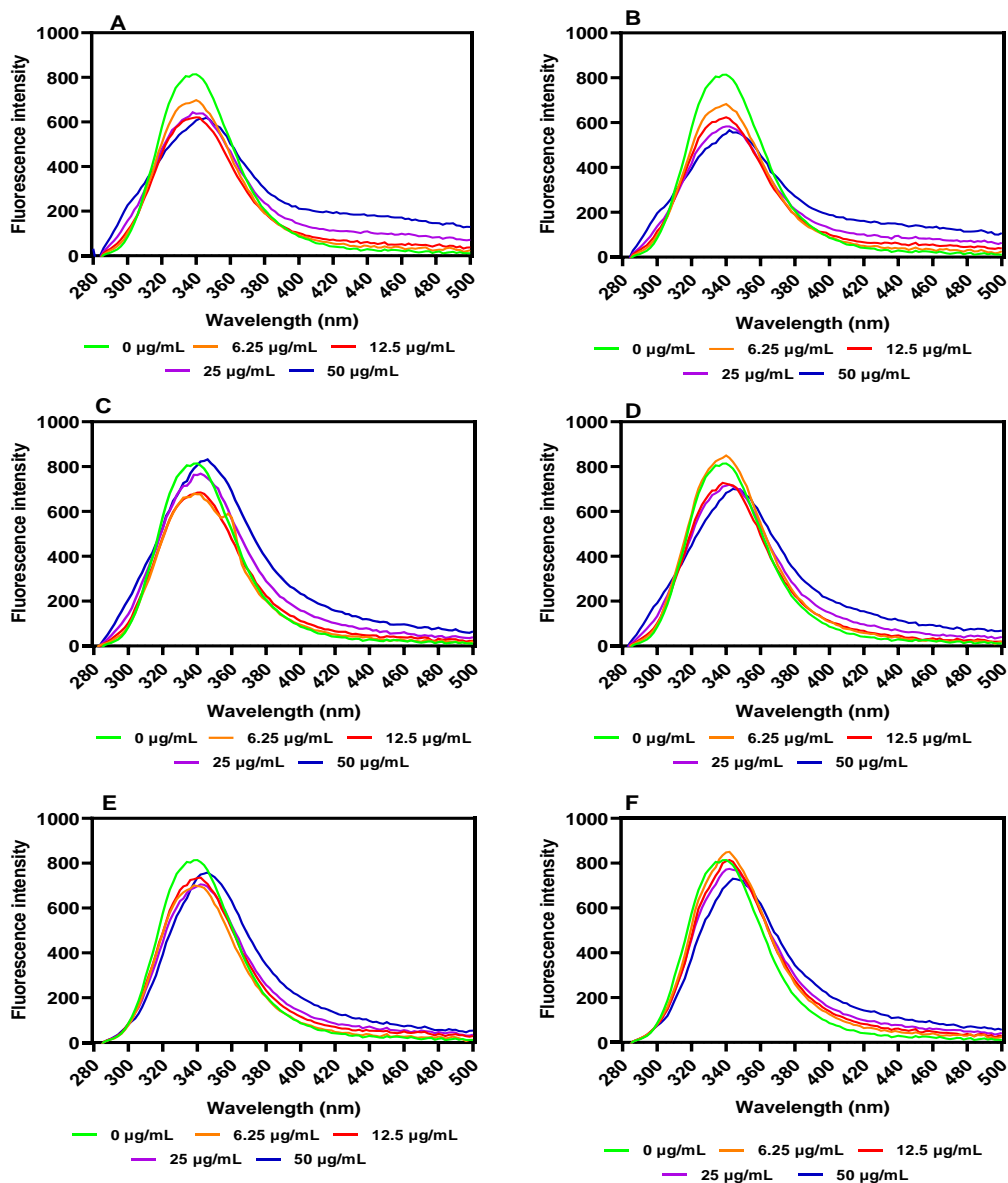 A
1000
800
600
400
200
0
Fluorescence intensity
280 300 320 340 360 380 400 420 440 460 480 500
Wavelength (nm)
0 µg/mL 6.25 µg/mL 12.5 µg/mL
25 µg/mL 50 µg/mL
B
1000
800
600
400
200
0
Fluorescence intensity
280 300 320 340 360 380 400 420 440 460 480 500
Wavelength (nm)
0 µg/mL 6.25 µg/mL 12.5 µg/mL
25 µg/mL 50 µg/mL
C
1000
800
600
400
200
0
Fluorescence intensity
280 300 320 340 360 380 400 420 440 460 480 500
Wavelength (nm)
0 µg/mL 6.25 µg/mL 12.5 µg/mL
25 µg/mL 50 µg/mL
D
1000
800
600
400
200
0
Fluorescence intensity
280 300 320 340 360 380 400 420 440 460 480 500
Wavelength (nm)
0 µg/mL 6.25 µg/mL 12.5 µg/mL
25 µg/mL 50 µg/mL
E
1000
800
600
400
200
0
Fluorescence intensity
280 300 320 340 360 380 400 420 440 460 480 500
Wavelength (nm)
0 µg/mL 6.25 µg/mL 12.5 µg/mL
25 µg/mL 50 µg/mL
F
1000
800
600
400
200
0
Fluorescence intensity
280 300 320 340 360 380 400 420 440 460 480 500
Wavelength (nm)
0 µg/mL 6.25 µg/mL 12.5 µg/mL
25 µg/mL 50 µg/mL